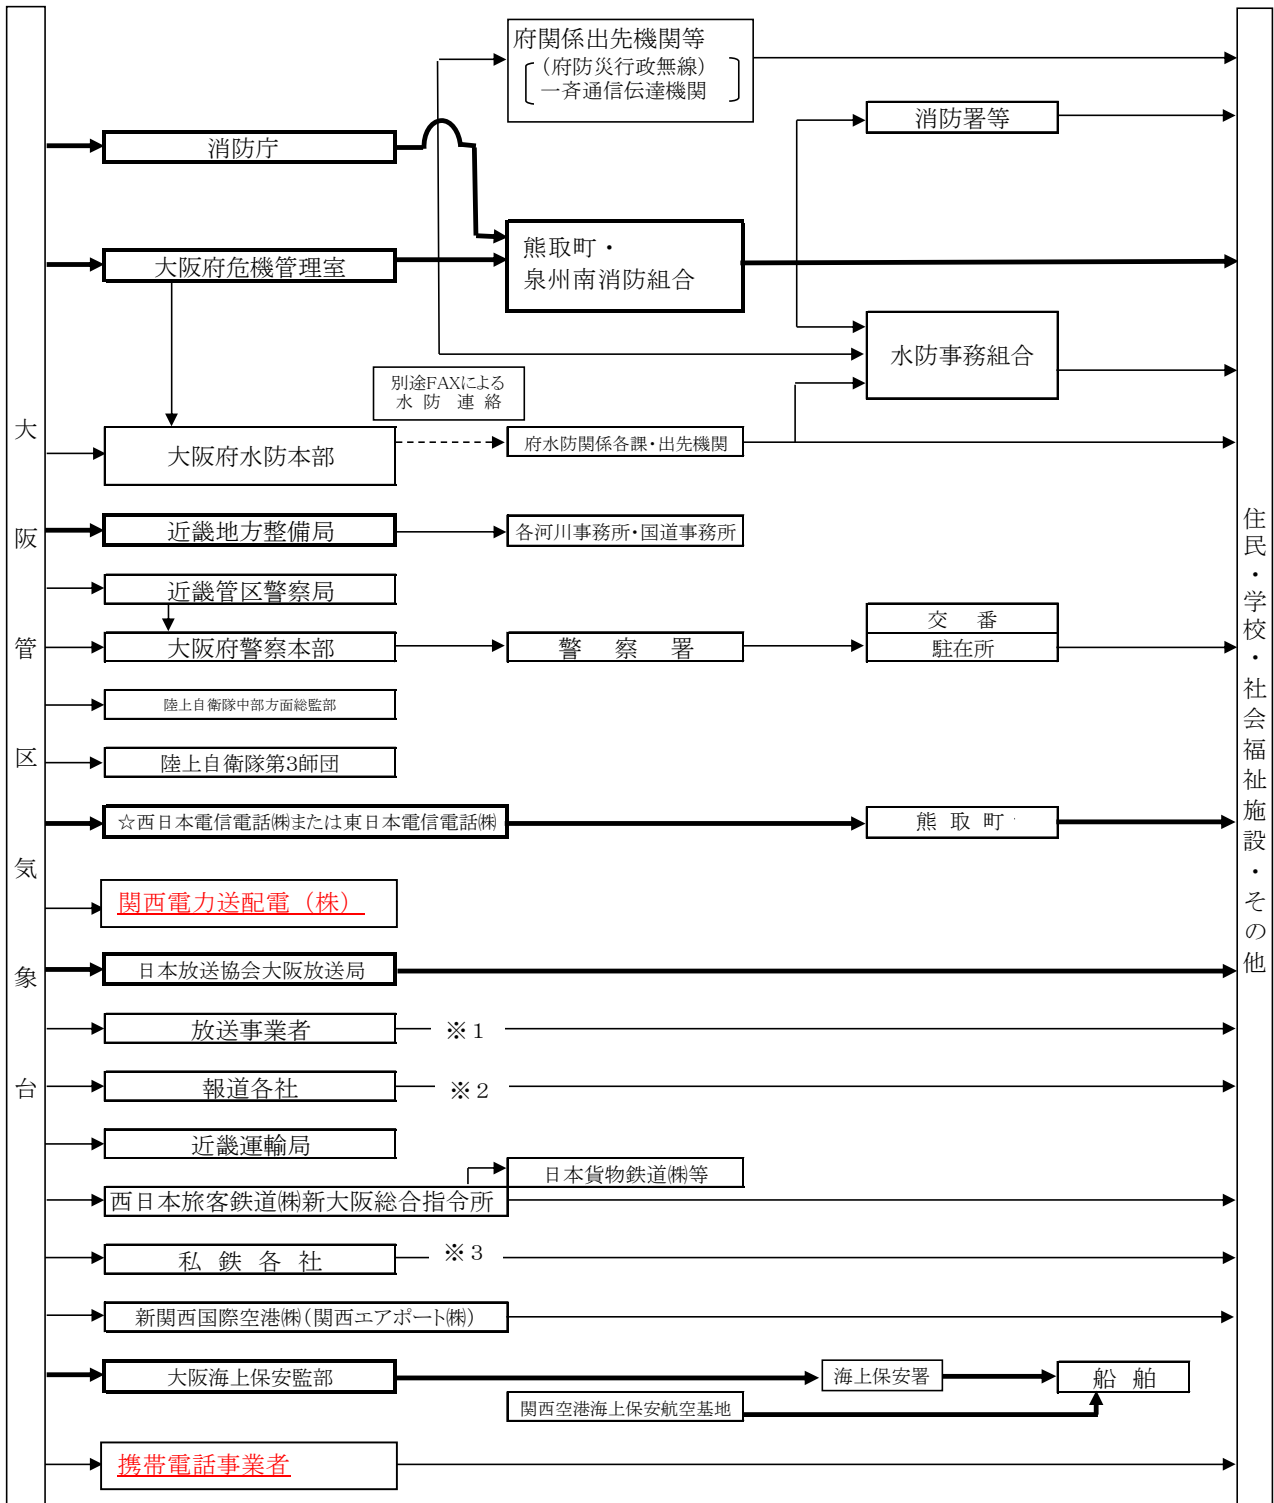 大阪管区気象台
府関係出先機関等
（府防災行政無線）
一斉通信伝達機関
消防署等
消防庁
熊取町・
泉州南消防組合
大阪府危機管理室
水防事務組合
別途FAXによる
水 防 連 絡
大阪府水防本部
府水防関係各課・出先機関
近畿地方整備局
各河川事務所・国道事務所
近畿管区警察局
大阪府警察本部
警 察 署
交 番
駐在所
陸上自衛隊中部方面総監部
陸上自衛隊第3師団
☆西日本電信電話㈱または東日本電信電話㈱
熊 取 町
関西電力送配電（株）
日本放送協会大阪放送局
放送事業者
※１
報道各社
※２
近畿運輸局
日本貨物鉄道㈱等
西日本旅客鉄道㈱新大阪総合指令所
私 鉄 各 社
※３
新関西国際空港㈱（関西エアポート㈱）
大阪海上保安監部
海上保安署
船 舶
関西空港海上保安航空基地
携帯電話事業者
住民・学校・社会福祉施設・その他